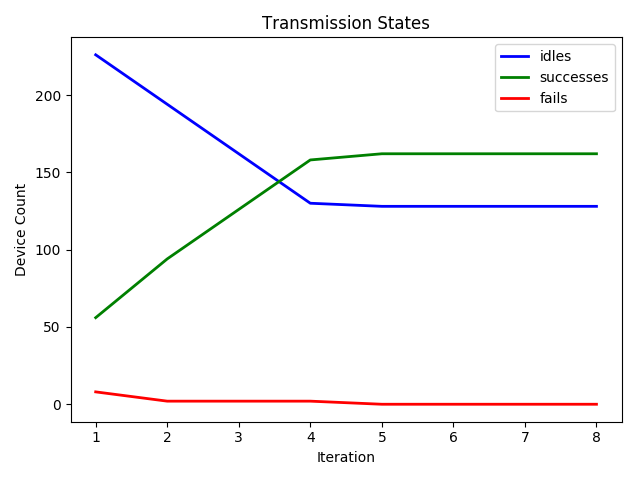 Transmission States
idles
successes
fails
Device Count
200
150
100
50
0
1 2 3 4 5 6 7 8
Iteration